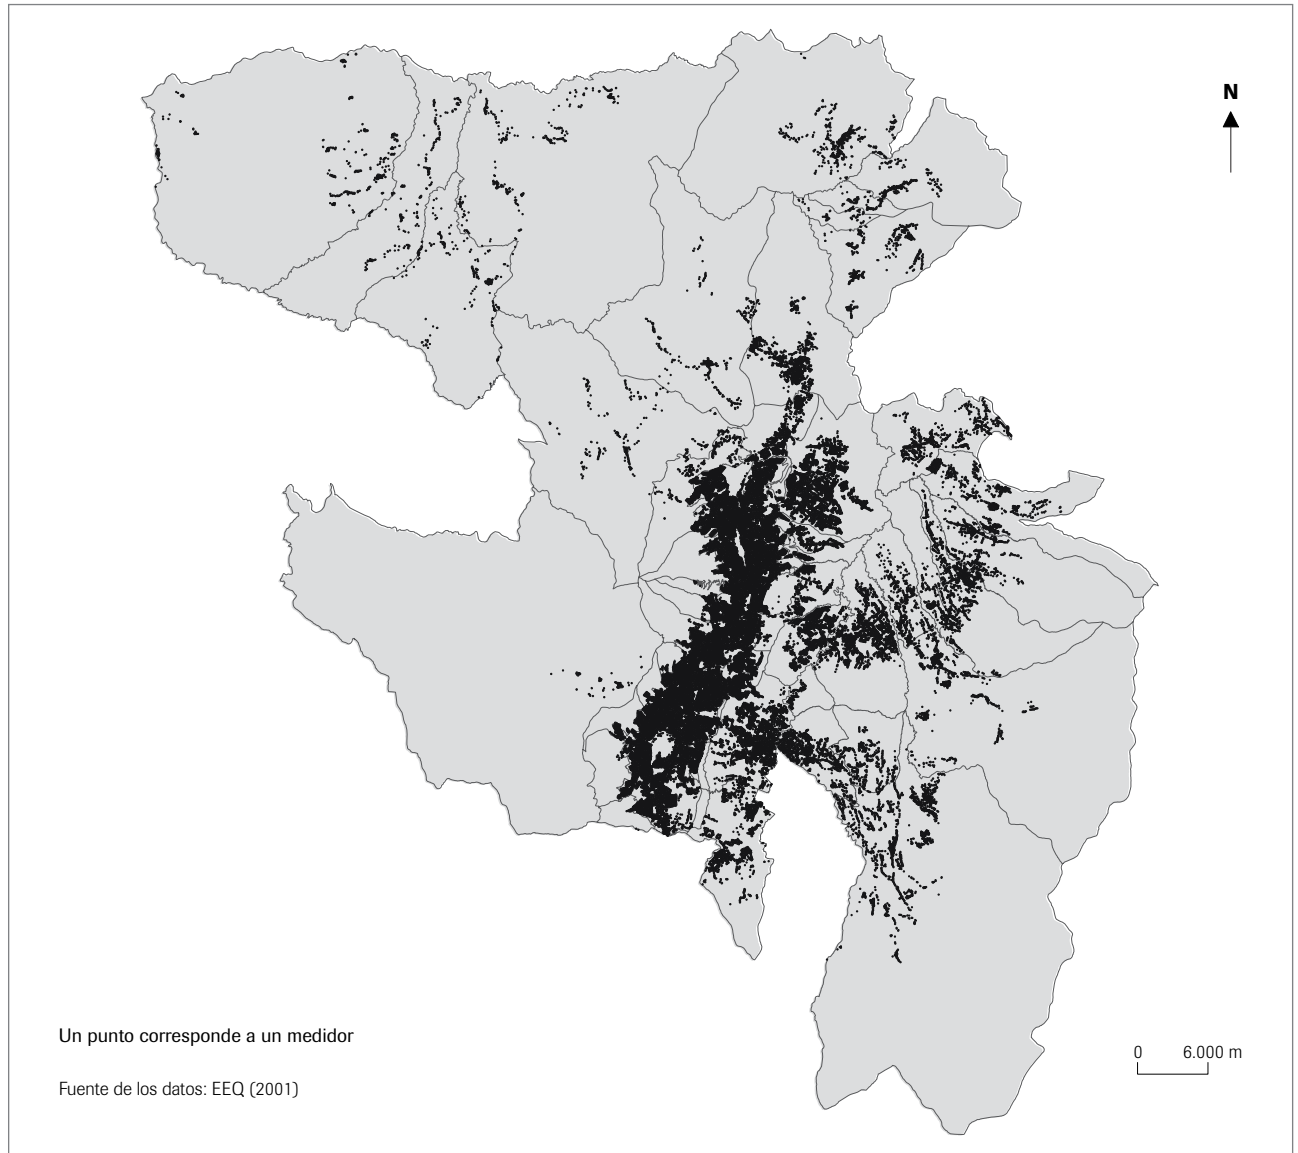 N
Un punto corresponde a un medidor
0 6.000 m
Fuente de los datos: EEQ (2001)